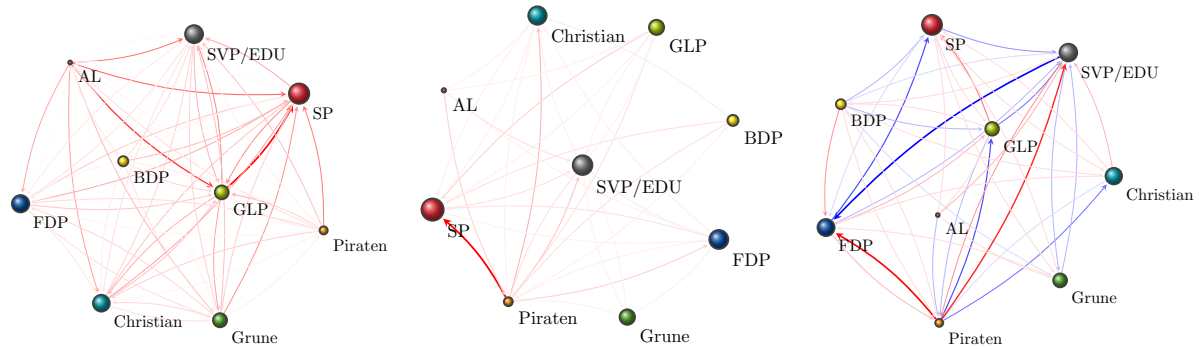 SVP/EDU
AL
SP
BDP
GLP
FDP
Piraten
Christian
Grune
Christian
GLP
AL
BDP
SVP/EDU
SP
FDP
Piraten
Grune
SP
SVP/EDU
BDP
GLP
Christian
AL
FDP
Grune
Piraten